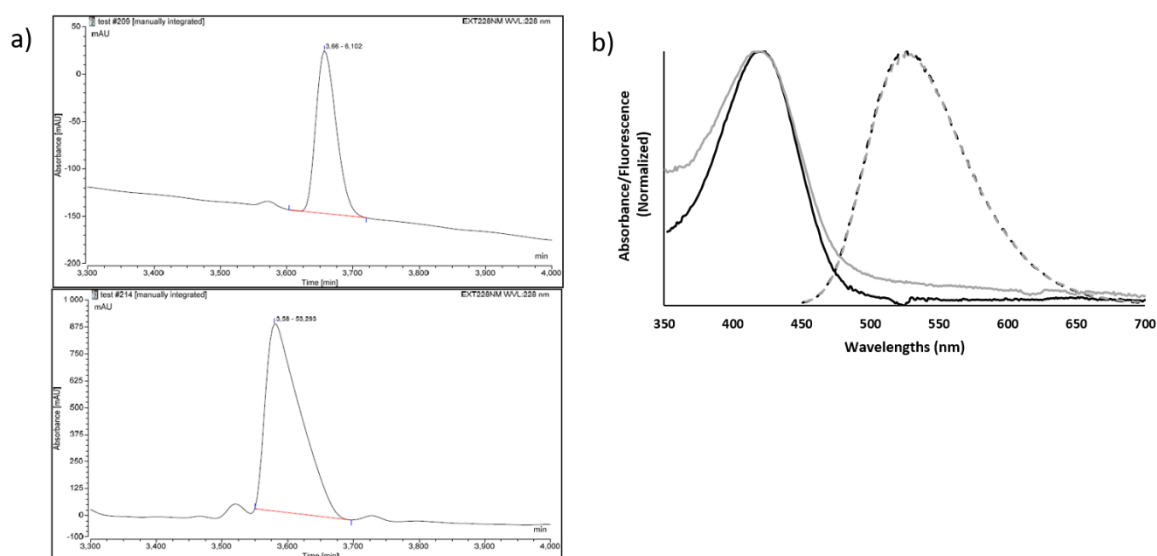 a)
test #209 [manually integrated]
EXT228NM WVL:228 nm
mAU
3,66 - 6,102
Absorbance [mAU]
50
0
-50
-100
-150
-200
min
3,300 3,400 3,500 3,600 3,700 3,800 3,900 4,000
Time [min]
test #214 [manually integrated]
EXT228NM WVL:228 nm
mAU
3,58 - 53,293
Absorbance [mAU]
1 000
875
750
625
500
375
250
125
0
-100
min
3,300 3,400 3,500 3,600 3,700 3,800 3,900 4,000
Time [min]
b)
Absorbance/Fluorescence
(Normalized)
350 400 450 500 550 600 650 700
Wavelengths (nm)